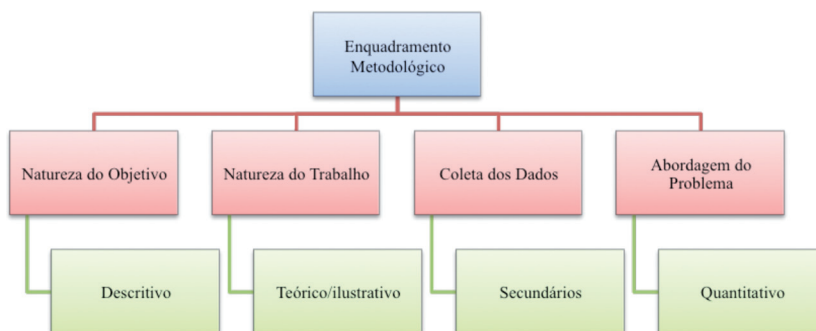 Enquadramento
Metodológico
Natureza do Objetivo
Natureza do Trabalho
Coleta dos Dados
Abordagem do
Problema
Descritivo
Teórico/ilustrativo
Secundários
Quantitativo